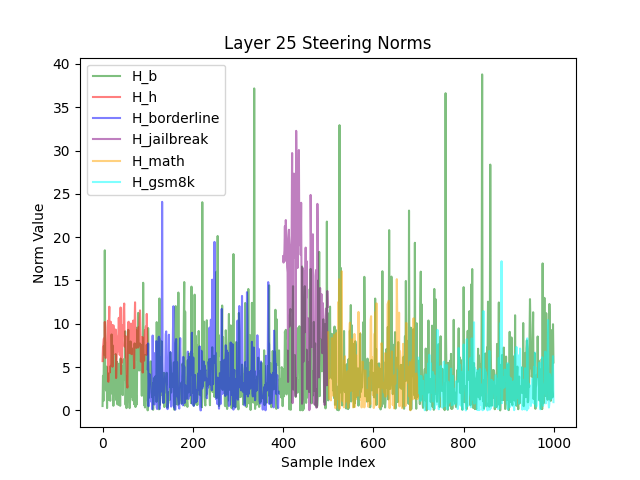 Layer 25 Steering Norms
H_b
H_h
H_borderline
H_jailbreak
H_math
H_gsm8k
Norm Value
40
35
30
25
20
15
10
5
0
0 200 400 600 800 1000
Sample Index